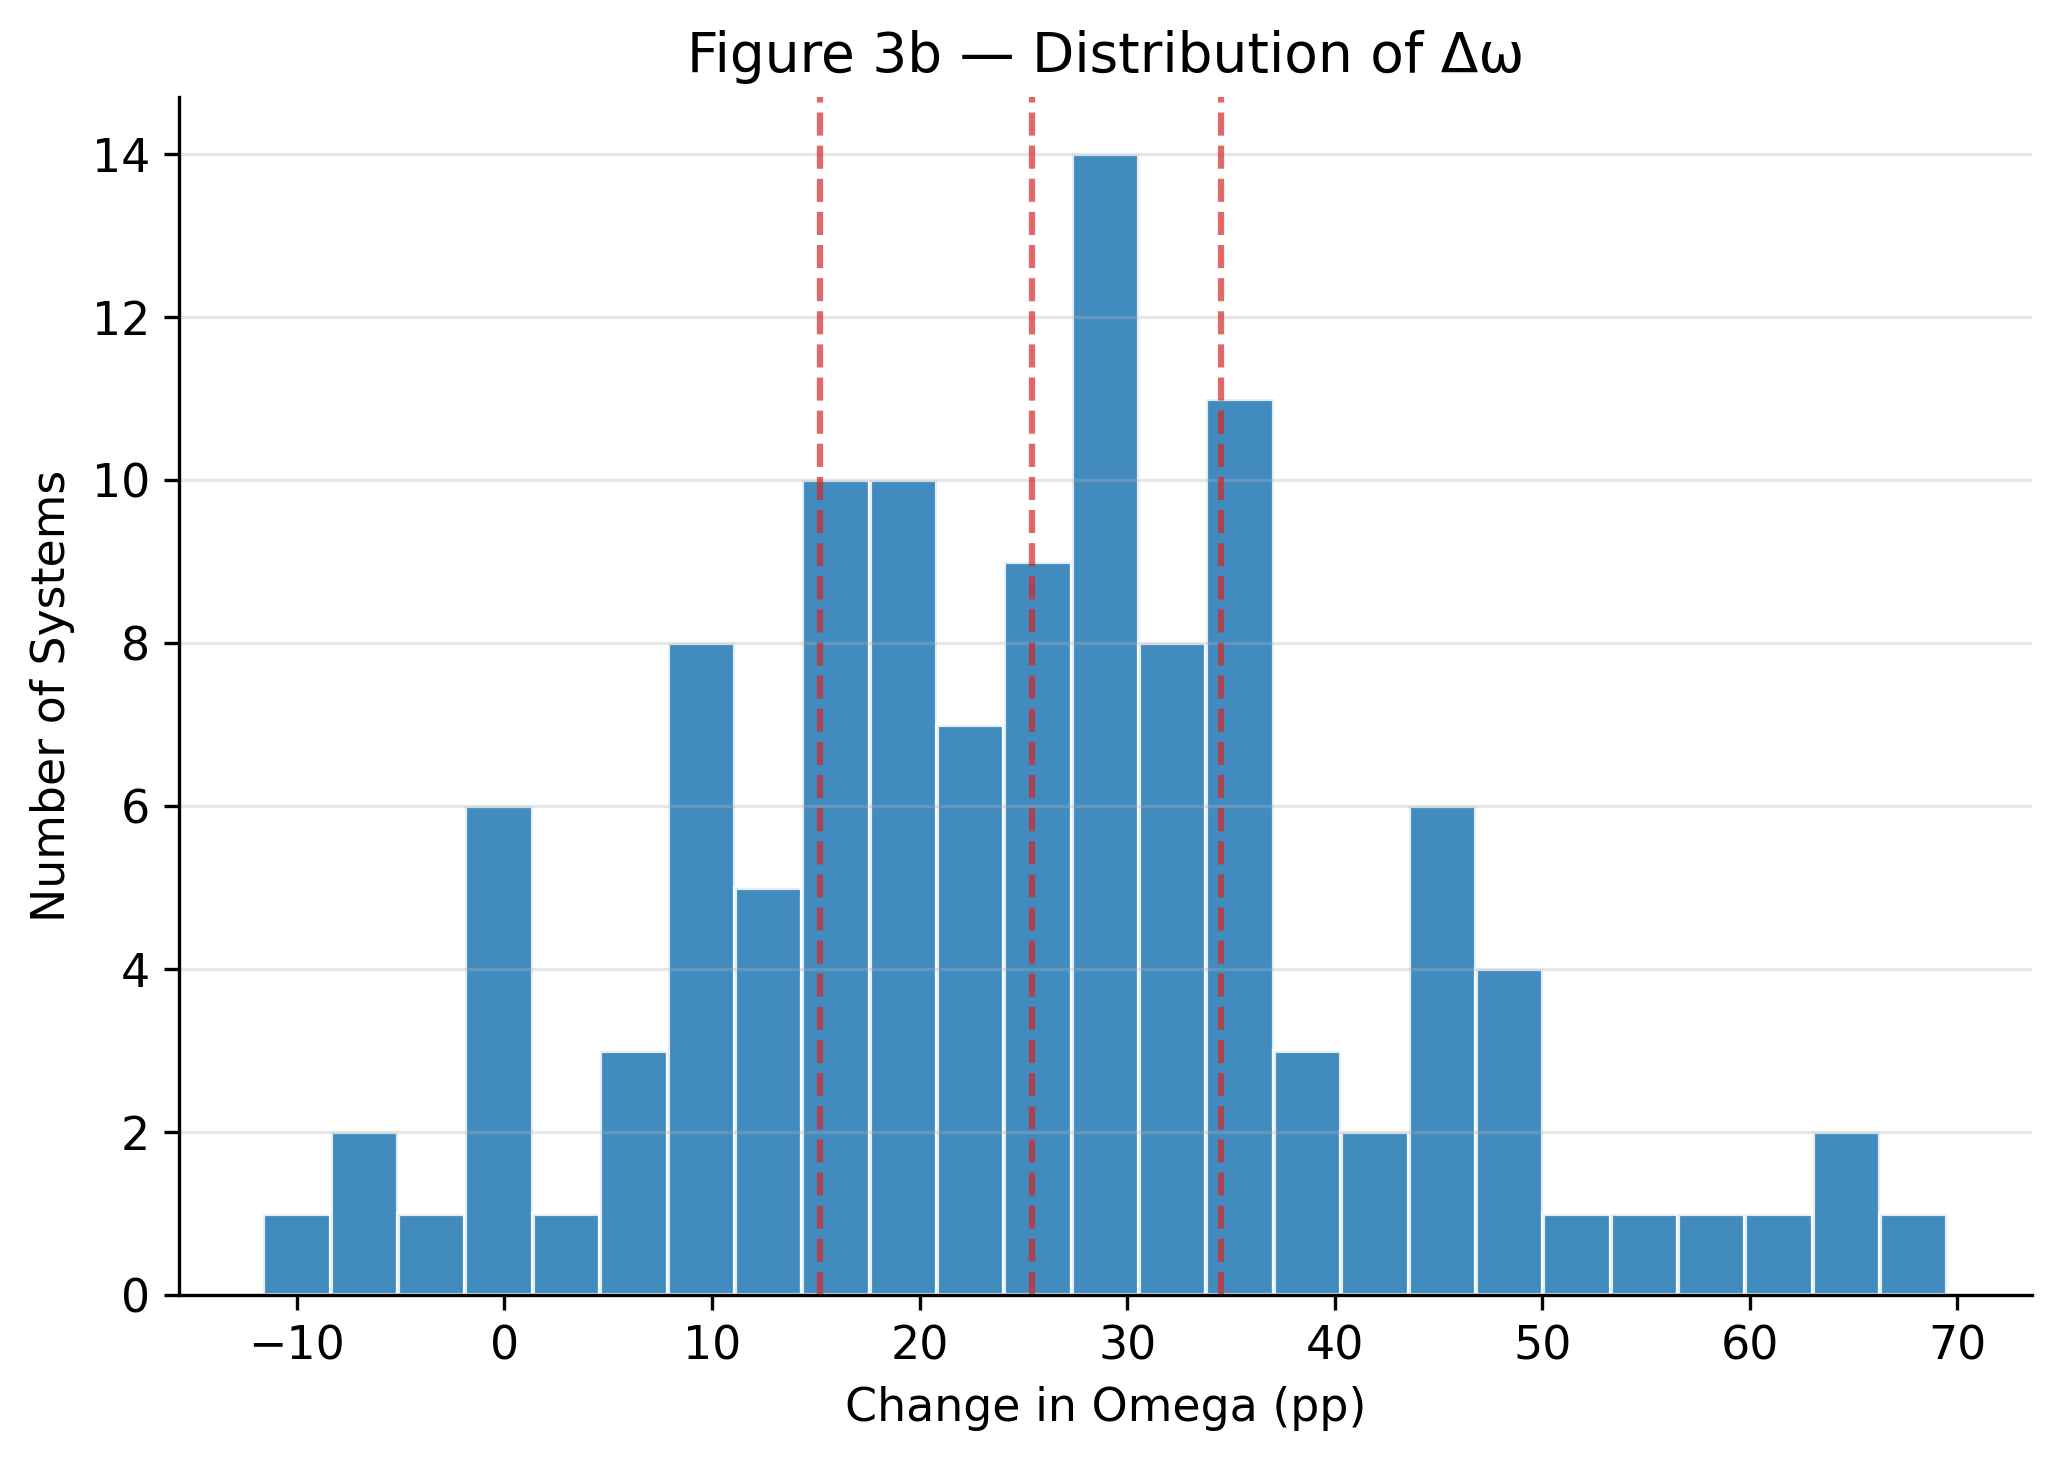 Figure 3b — Distribution of Δω
14
12
10
8
6
4
2
0
Number of Systems
−10 0 10 20 30 40 50 60 70
Change in Omega (pp)